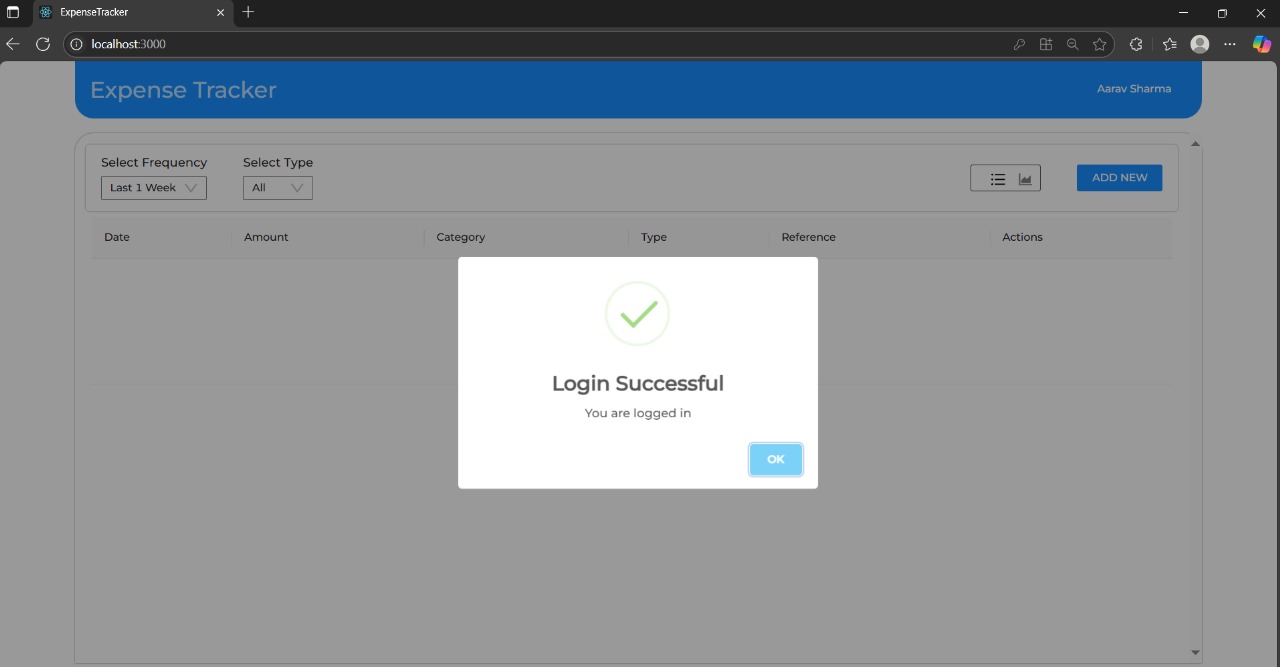 ExpenseTracker
localhost:3000
Expense Tracker
Aarav Sharma
Select Frequency
Select Type
Last 1 Week
All
ADD NEW
Date Amount Category Type Reference Actions
Login Successful
You are logged in
OK